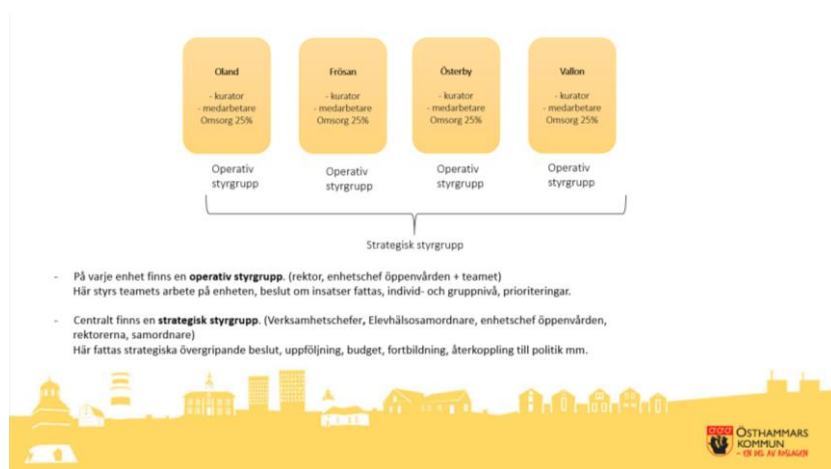 Oland
- kurator
- medarbetare
Omsorg 25%
Frösan
- kurator
- medarbetare
Omsorg 25%
Österby
- kurator
- medarbetare
Omsorg 25%
Vallon
- kurator
- medarbetare
Omsorg 25%
Operativ
styrgrupp
Operativ
styrgrupp
Operativ
styrgrupp
Operativ
styrgrupp
Strategisk styrgrupp
- På varje enhet finns en operativ styrgrupp. (rektor, enhetschef öppenvården + teamet)
Här styrs teamets arbete på enheten, beslut om insatser fattas, individ- och gruppnivå, prioriteringar.
- Centralt finns en strategisk styrgrupp. (Verksamhetschefer, Elevhälsosamordnare, enhetschef öppenvården,
rektorerna, samordnare)
Här fattas strategiska övergripande beslut, uppföljning, budget, fortbildning, återkoppling till politik mm.
ÖSTHAMMARS
KOMMUN
- EN DEL AV ROSLAGEN